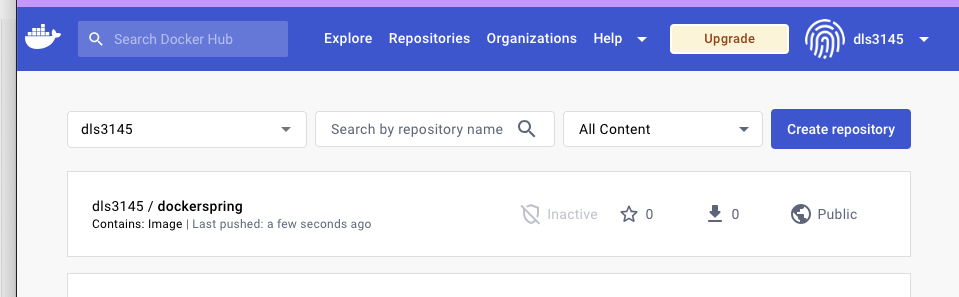 Search Docker Hub Explore Repositories Organizations Help Upgrade dls3145
dls3145 Search by repository name All Content Create repository
dls3145 / dockerspring Inactive 0 0 Public
Contains: Image | Last pushed: a few seconds ago